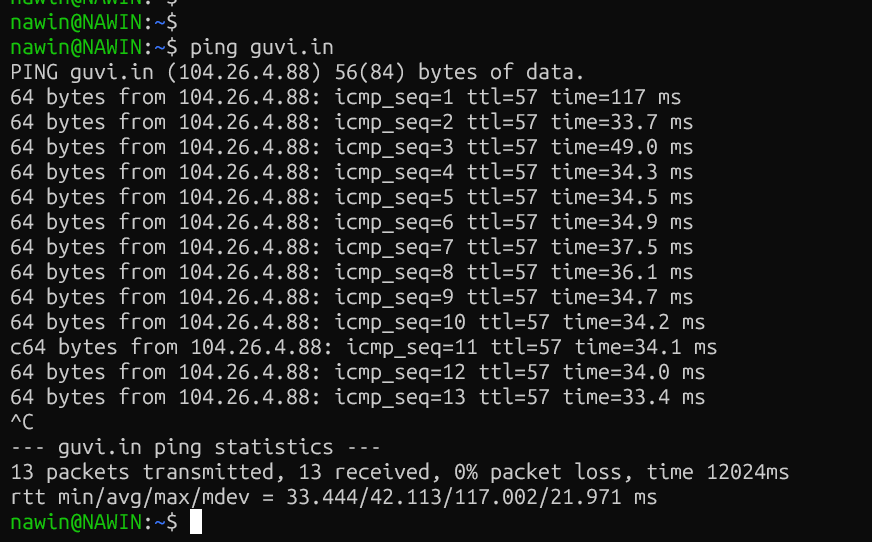 nawin@NAWIN:~$
nawin@NAWIN:~$ ping guvi.in
PING guvi.in (104.26.4.88) 56(84) bytes of data.
64 bytes from 104.26.4.88: icmp_seq=1 ttl=57 time=117 ms
64 bytes from 104.26.4.88: icmp_seq=2 ttl=57 time=33.7 ms
64 bytes from 104.26.4.88: icmp_seq=3 ttl=57 time=49.0 ms
64 bytes from 104.26.4.88: icmp_seq=4 ttl=57 time=34.3 ms
64 bytes from 104.26.4.88: icmp_seq=5 ttl=57 time=34.5 ms
64 bytes from 104.26.4.88: icmp_seq=6 ttl=57 time=34.9 ms
64 bytes from 104.26.4.88: icmp_seq=7 ttl=57 time=37.5 ms
64 bytes from 104.26.4.88: icmp_seq=8 ttl=57 time=36.1 ms
64 bytes from 104.26.4.88: icmp_seq=9 ttl=57 time=34.7 ms
64 bytes from 104.26.4.88: icmp_seq=10 ttl=57 time=34.2 ms
c64 bytes from 104.26.4.88: icmp_seq=11 ttl=57 time=34.1 ms
64 bytes from 104.26.4.88: icmp_seq=12 ttl=57 time=34.0 ms
64 bytes from 104.26.4.88: icmp_seq=13 ttl=57 time=33.4 ms
^C
--- guvi.in ping statistics ---
13 packets transmitted, 13 received, 0% packet loss, time 12024ms
rtt min/avg/max/mdev = 33.444/42.113/117.002/21.971 ms
nawin@NAWIN:~$